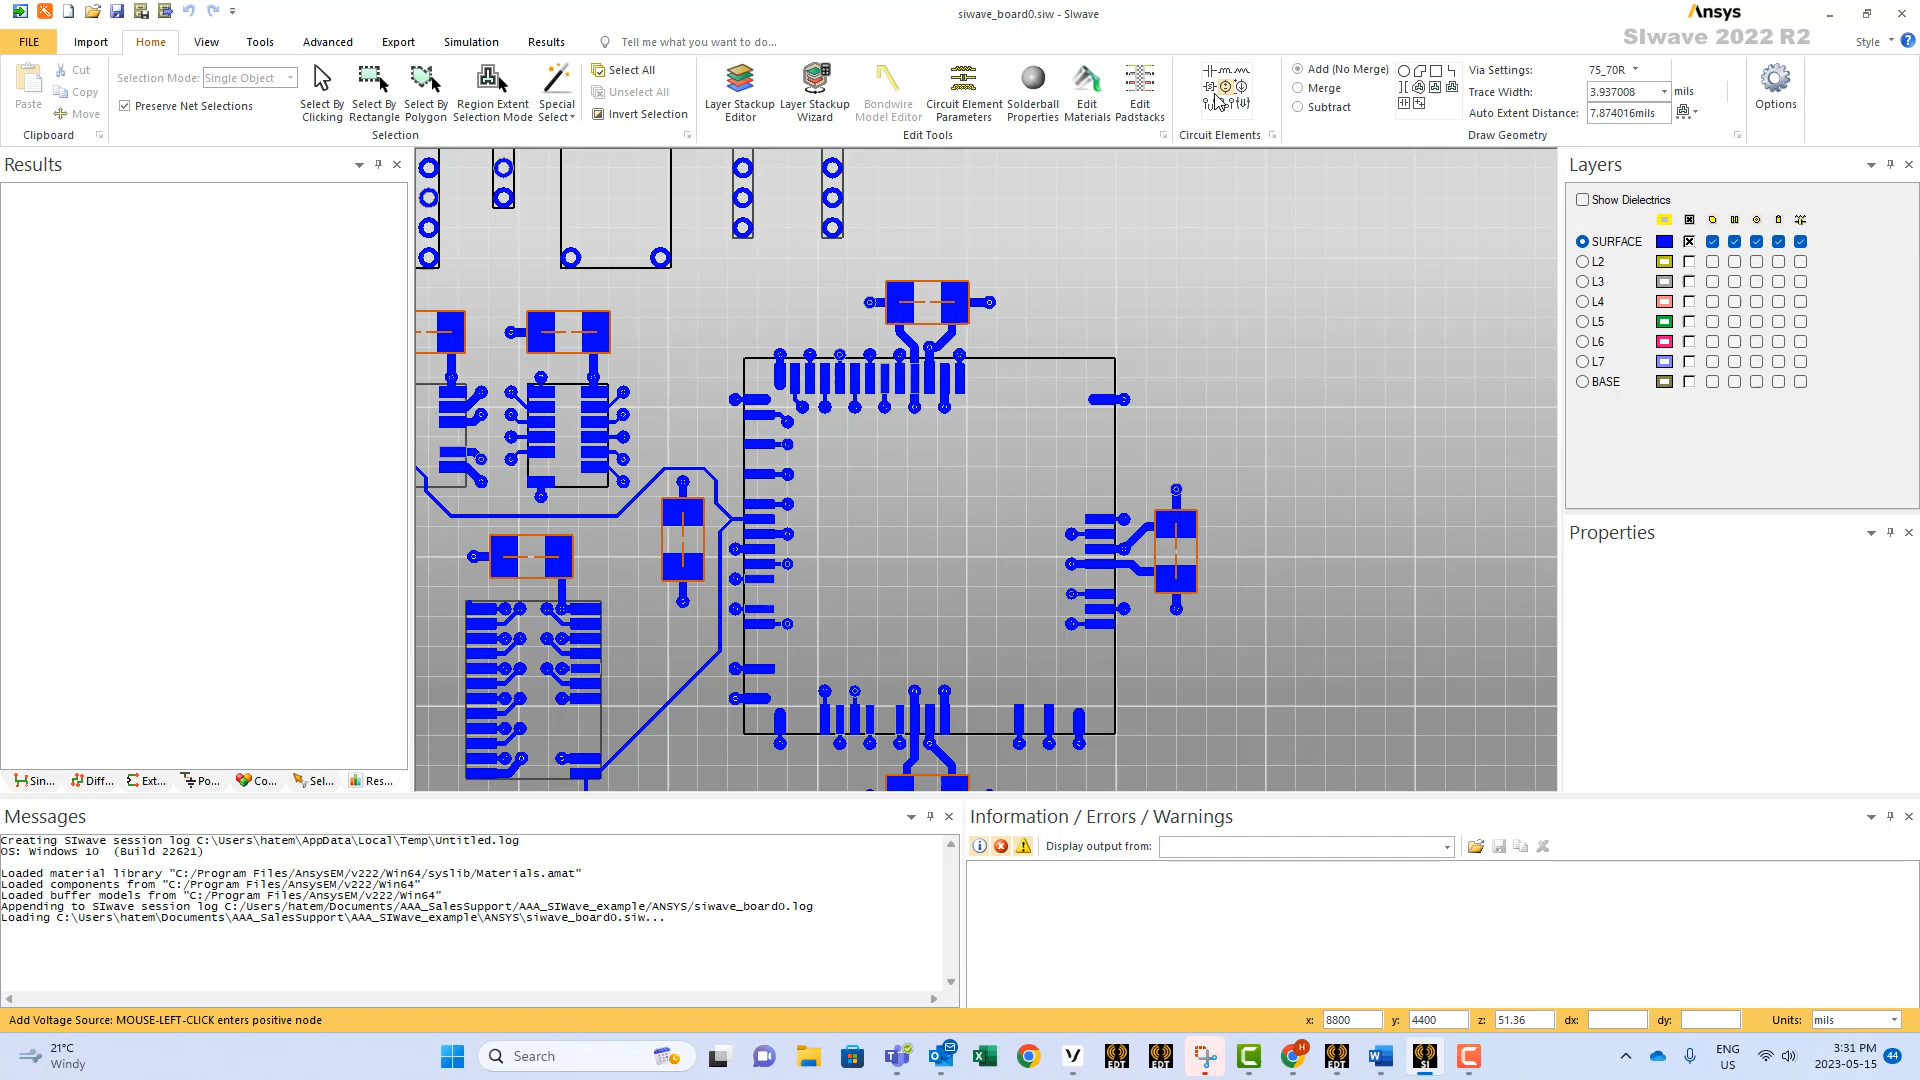 siwave_board0.siw - SIwave
Ansys
SIwave 2022 R2
FILE Import Home View Tools Advanced Export Simulation Results Tell me what you want to do... Style
Paste Cut Copy Move
Clipboard
Selection Mode: Single Object
Preserve Net Selections
Select By Clicking
Select By Rectangle
Select By Polygon
Region Extent Selection Mode
Special Select
Select All
Unselect All
Invert Selection
Selection
Layer Stackup Editor
Layer Stackup Wizard
Bondwire Model Editor
Circuit Element Parameters
Solderball Properties
Edit Materials
Edit Padstacks
Edit Tools
Circuit Elements
Add (No Merge)
Merge
Subtract
Via Settings: 75_70R
Trace Width: 3.937008 mils
Auto Extent Distance: 7.874016mils
Draw Geometry
Options
Results
Layers
Show Dielectrics
SURFACE
L2
L3
L4
L5
L6
L7
BASE
Properties
Sin... Diff... Ext... Po... Co... Sel... Res...
Messages
Creating SIwave session log C:\Users\hatem\AppData\Local\Temp\Untitled.log
OS: Windows 10 (Build 22621)
Loaded material library "C:/Program Files/AnsysEM/v222/Win64/syslib/Materials.amat"
Loaded components from "C:/Program Files/AnsysEM/v222/Win64"
Loaded buffer models from "C:/Program Files/AnsysEM/v222/Win64"
Appending to SIwave session log C:/Users/hatem/Documents/AAA_SalesSupport/AAA_SIWave_example/ANSYS/siwave_board0.log
Loading C:\Users\hatem\Documents\AAA_SalesSupport\AAA_SIWave_example\ANSYS\siwave_board0.siw...
Information / Errors / Warnings
Display output from:
Add Voltage Source: MOUSE-LEFT-CLICK enters positive node
x: 8800 y: 4400 z: 51.36 dx: dy: Units: mils
21°C
Windy
Search
EDT EDT EDT SI
ENG
US
3:31 PM
2023-05-15
44